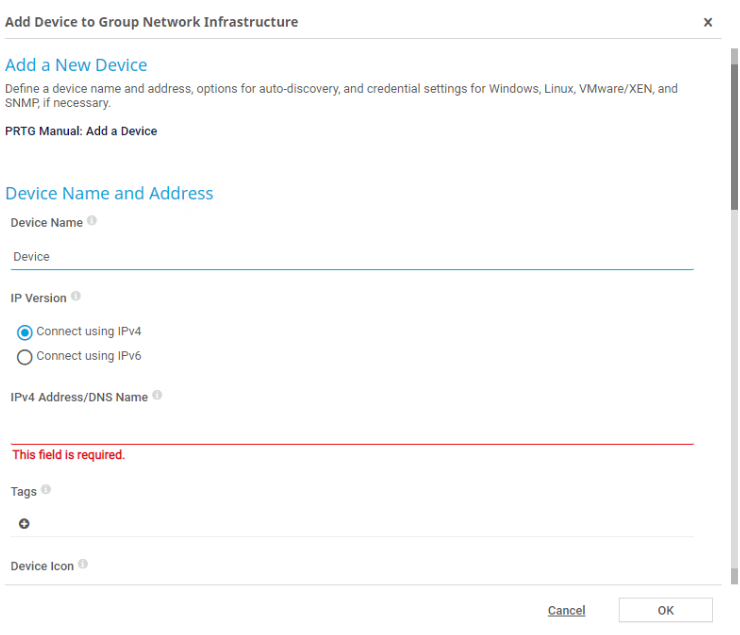 Add Device to Group Network Infrastructure
Add a New Device
Define a device name and address, options for auto-discovery, and credential settings for Windows, Linux, VMware/XEN, and
SNMP, if necessary.
PRTG Manual: Add a Device
Device Name and Address
Device Name
Device
IP Version
Connect using IPv4
Connect using IPv6
IPv4 Address/DNS Name
This field is required.
Tags
Device Icon
Cancel OK